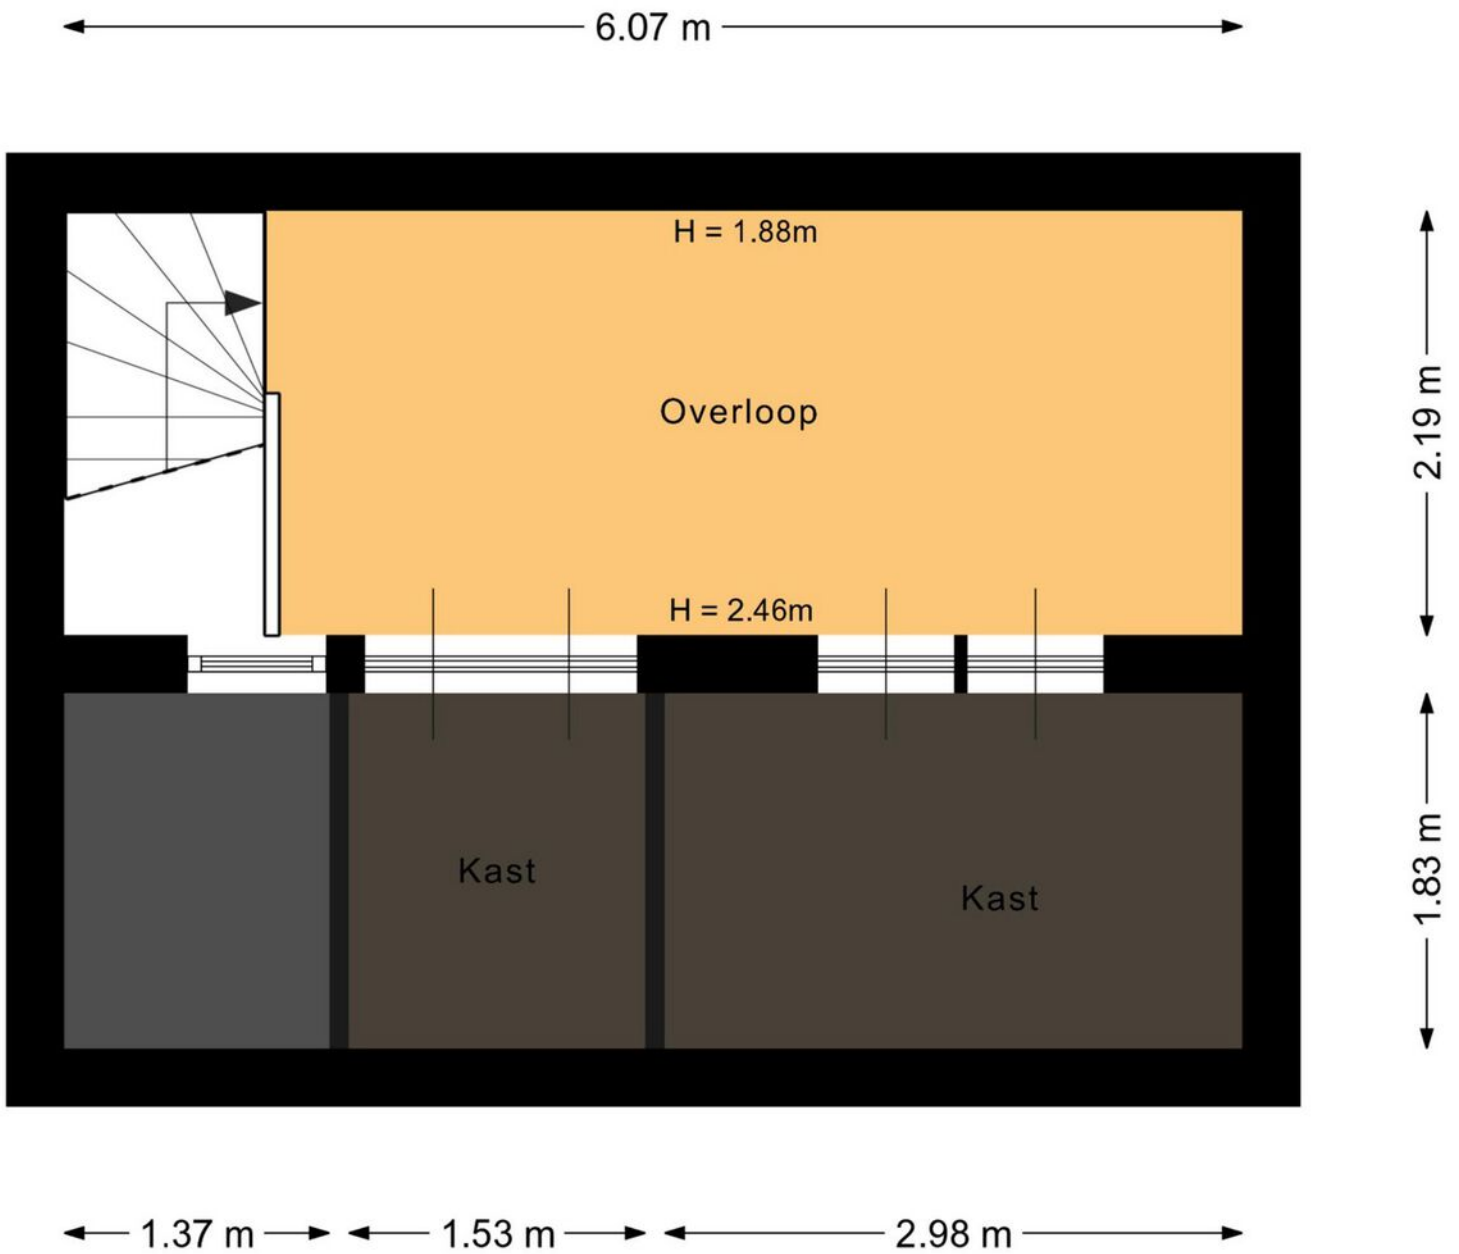 6.07 m
H = 1.88m
Overloop
2.19 m
H = 2.46m
Kast
Kast
1.83 m
1.37 m
1.53 m
2.98 m